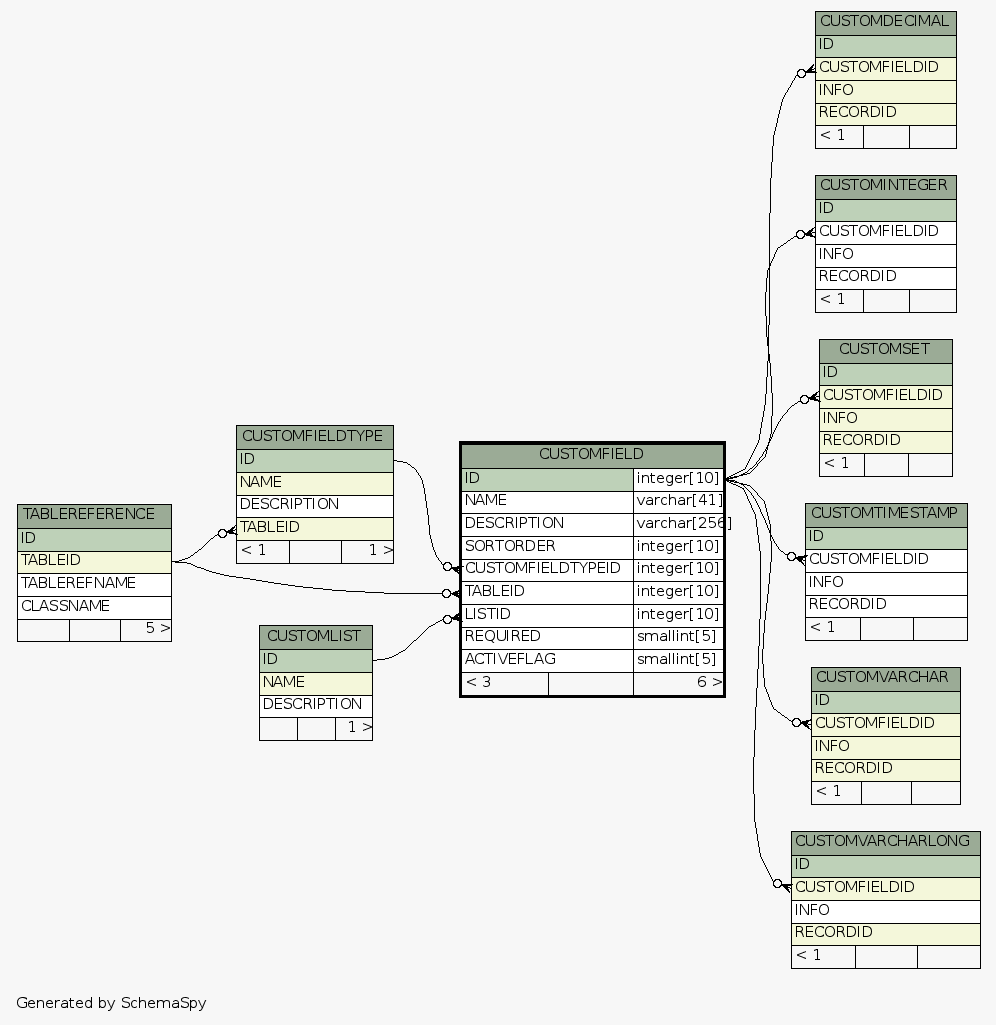 CUSTOMDECIMAL
ID
CUSTOMFIELDID
INFO
RECORDID
< 1
CUSTOMINTEGER
ID
CUSTOMFIELDID
INFO
RECORDID
< 1
CUSTOMSET
ID
CUSTOMFIELDID
INFO
RECORDID
< 1
CUSTOMFIELDTYPE
ID
NAME
DESCRIPTION
TABLEID
< 1 1 >
TABLEREFERENCE
ID
TABLEID
TABLEREFNAME
CLASSNAME
5 >
CUSTOMLIST
ID
NAME
DESCRIPTION
1 >
CUSTOMFIELD
ID integer[10]
NAME varchar[41]
DESCRIPTION varchar[256]
SORTORDER integer[10]
CUSTOMFIELDTYPEID integer[10]
TABLEID integer[10]
LISTID integer[10]
REQUIRED smallint[5]
ACTIVEFLAG smallint[5]
< 3 6 >
CUSTOMTIMESTAMP
ID
CUSTOMFIELDID
INFO
RECORDID
< 1
CUSTOMVARCHAR
ID
CUSTOMFIELDID
INFO
RECORDID
< 1
CUSTOMVARCHARLONG
ID
CUSTOMFIELDID
INFO
RECORDID
< 1
Generated by SchemaSpy